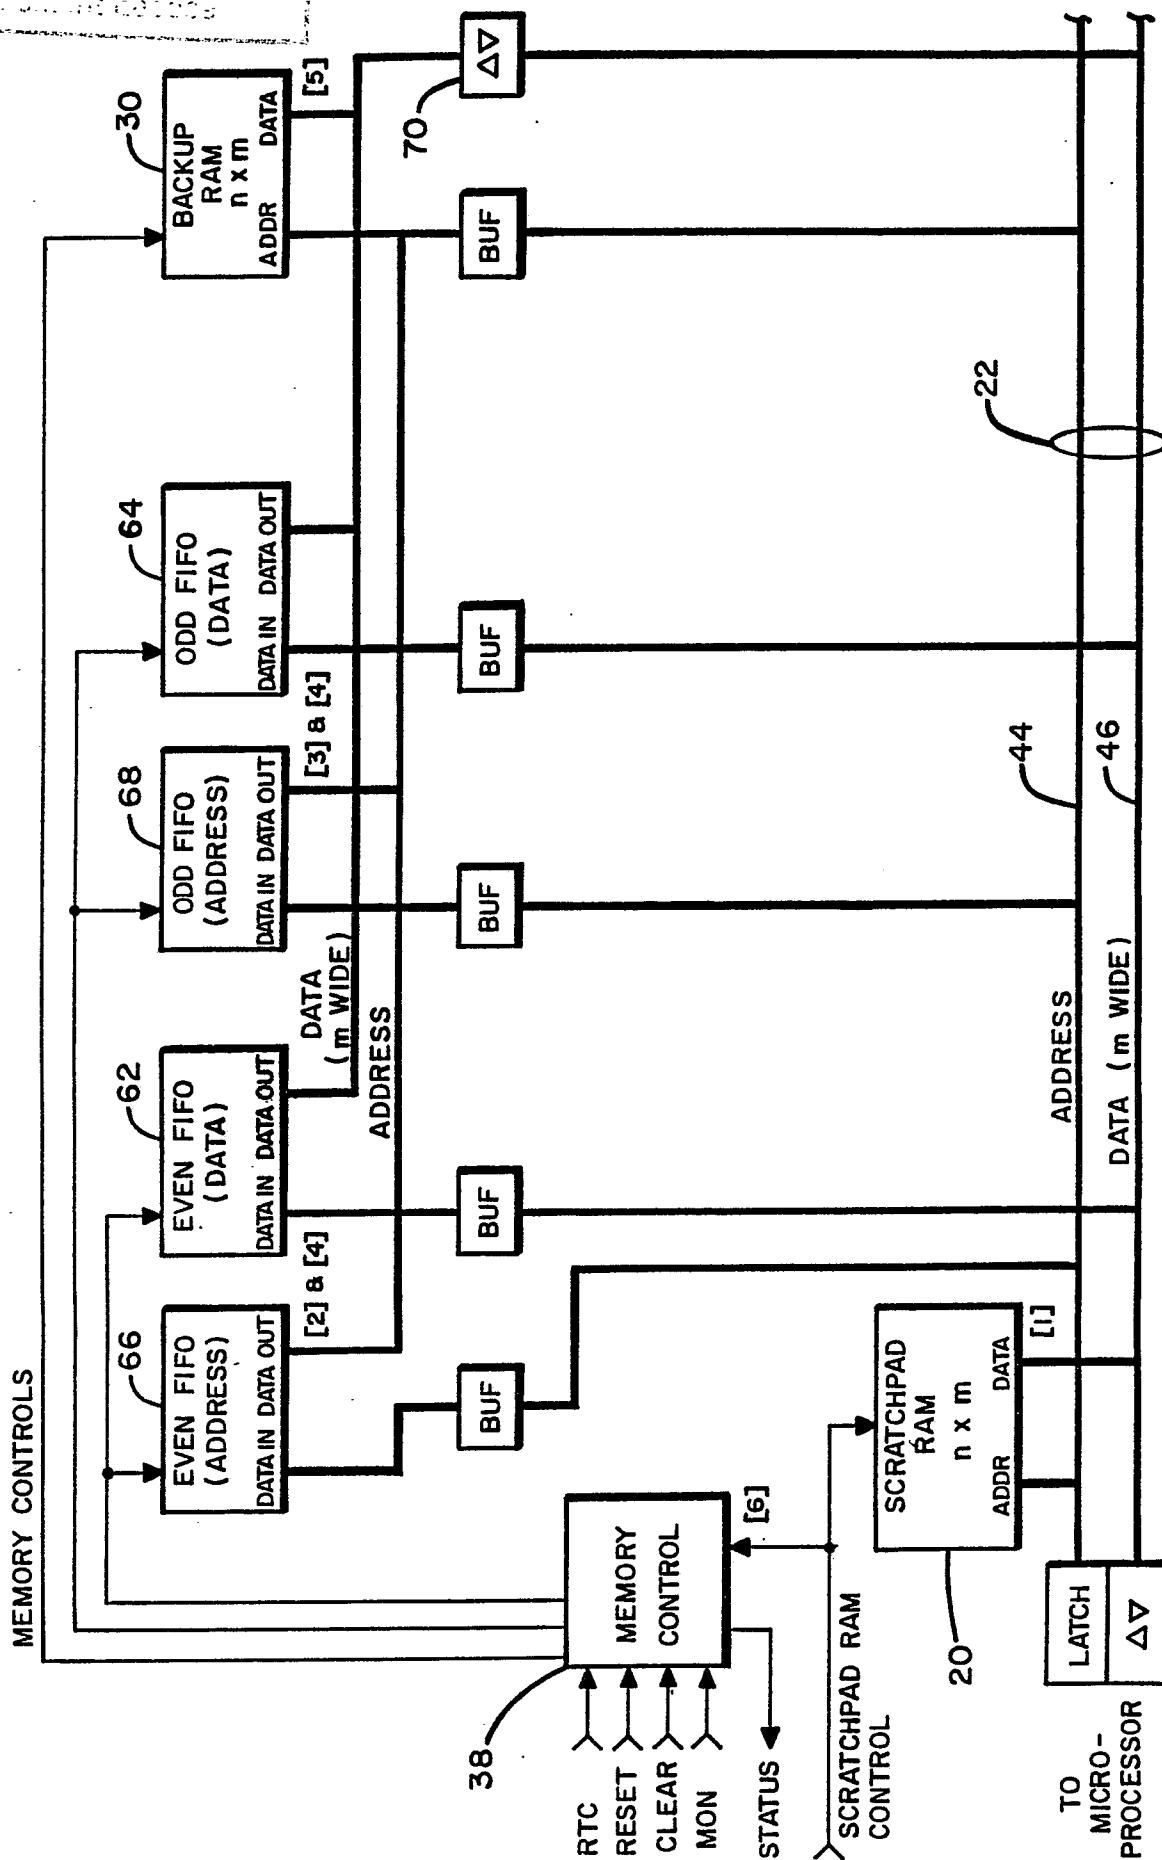 MEMORY CONTROLS
66
EVEN FIFO
(ADDRESS)
DATA IN DATA OUT
[2] & [4]
62
EVEN FIFO
(DATA)
DATA IN DATA OUT
68
ODD FIFO
(ADDRESS)
DATA IN DATA OUT
[3] & [4]
64
ODD FIFO
(DATA)
DATA IN DATA OUT
30
BACKUP
RAM
n x m
ADDR DATA
[5]
DATA
(m WIDE)
ADDRESS
BUF
BUF
BUF
BUF
BUF
70
38
MEMORY
CONTROL
[6]
RTC
RESET
CLEAR
MON
STATUS
SCRATCHPAD RAM
CONTROL
SCRATCHPAD
RAM
n x m
ADDR DATA
[1]
20
ADDRESS
44
22
DATA (m WIDE)
46
LATCH
TO
MICRO-
PROCESSOR